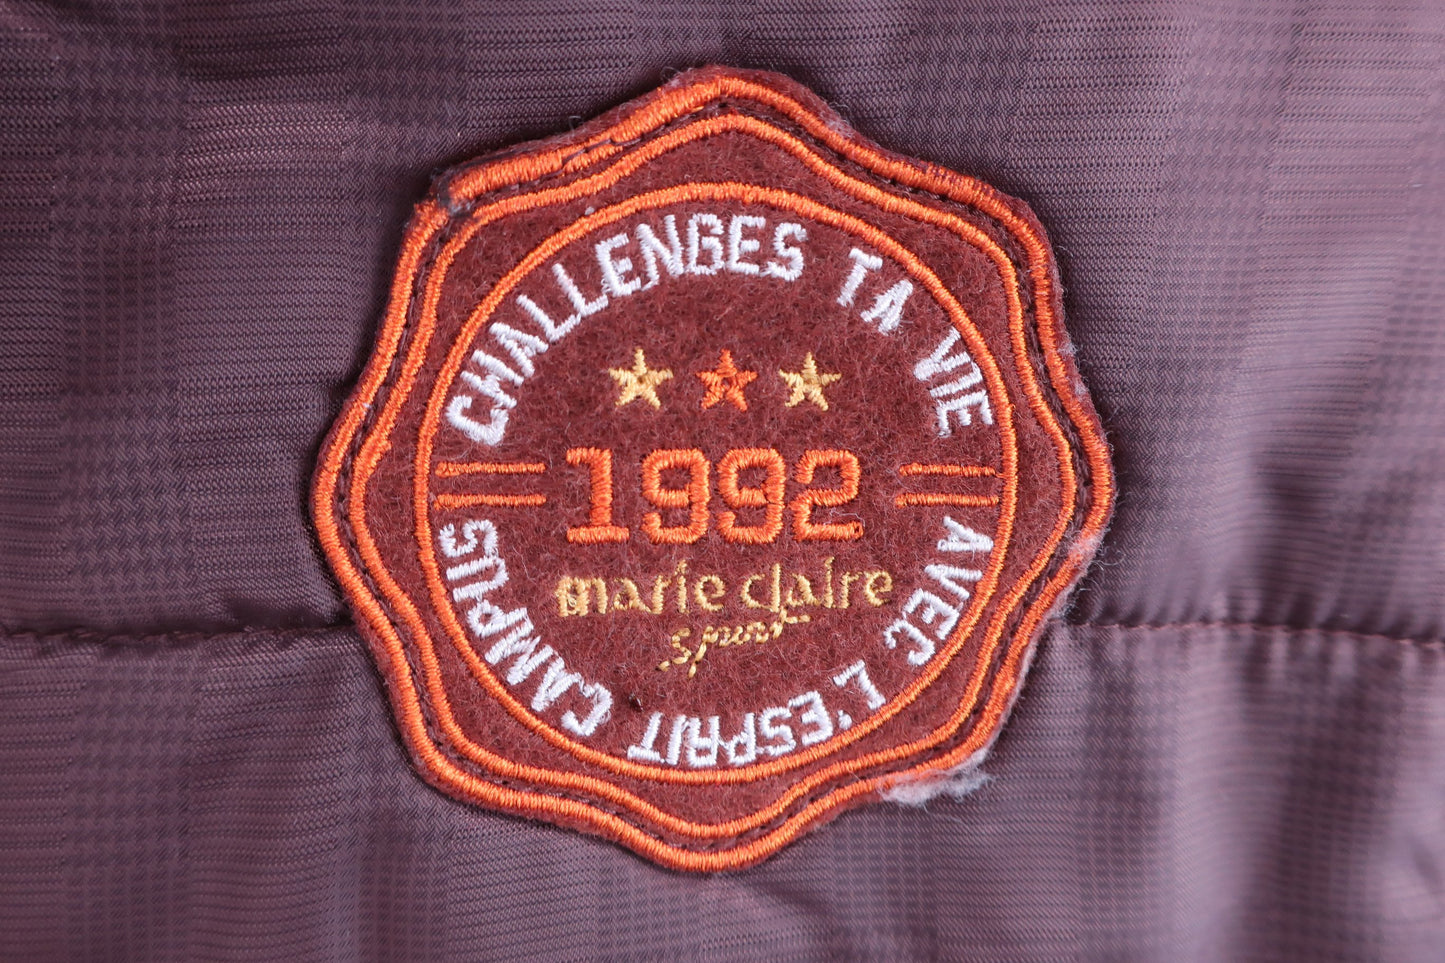 CHALLENGES TA VIE
1992
marie claire
sport
AVEC L'ESPRIT CAMPUS